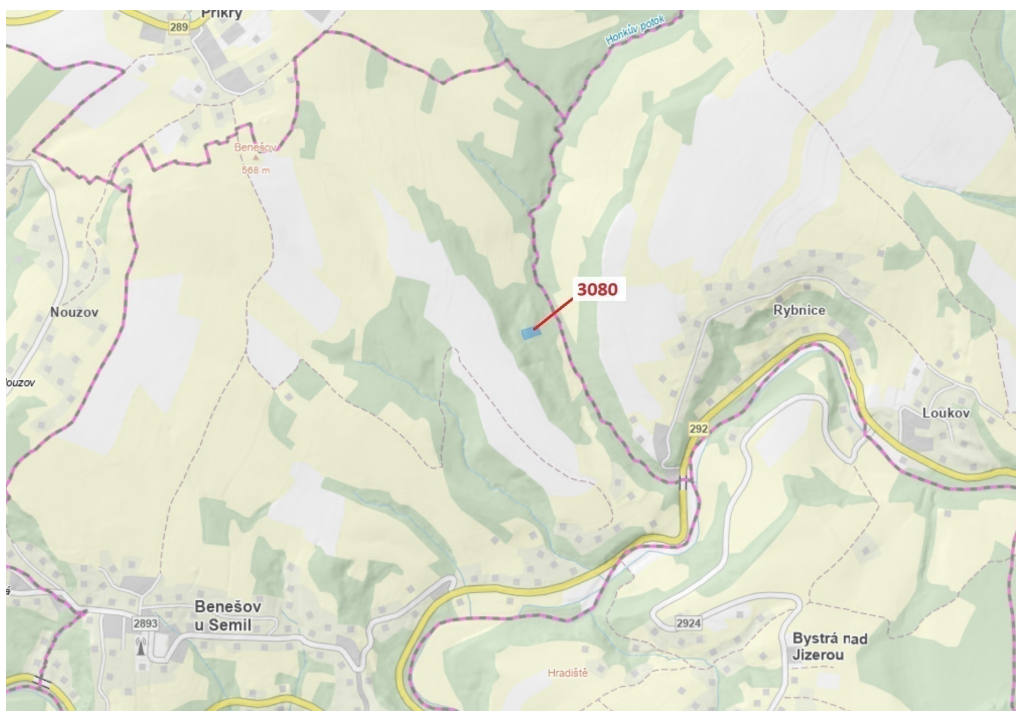 Příkrý
289
Honkův potok
Benešov
568 m
3080
Nouzov
Rybnice
louzov
Loukov
292
Benešov
u Semil
2893
2924
Bystrá nad
Jizerou
Hradiště